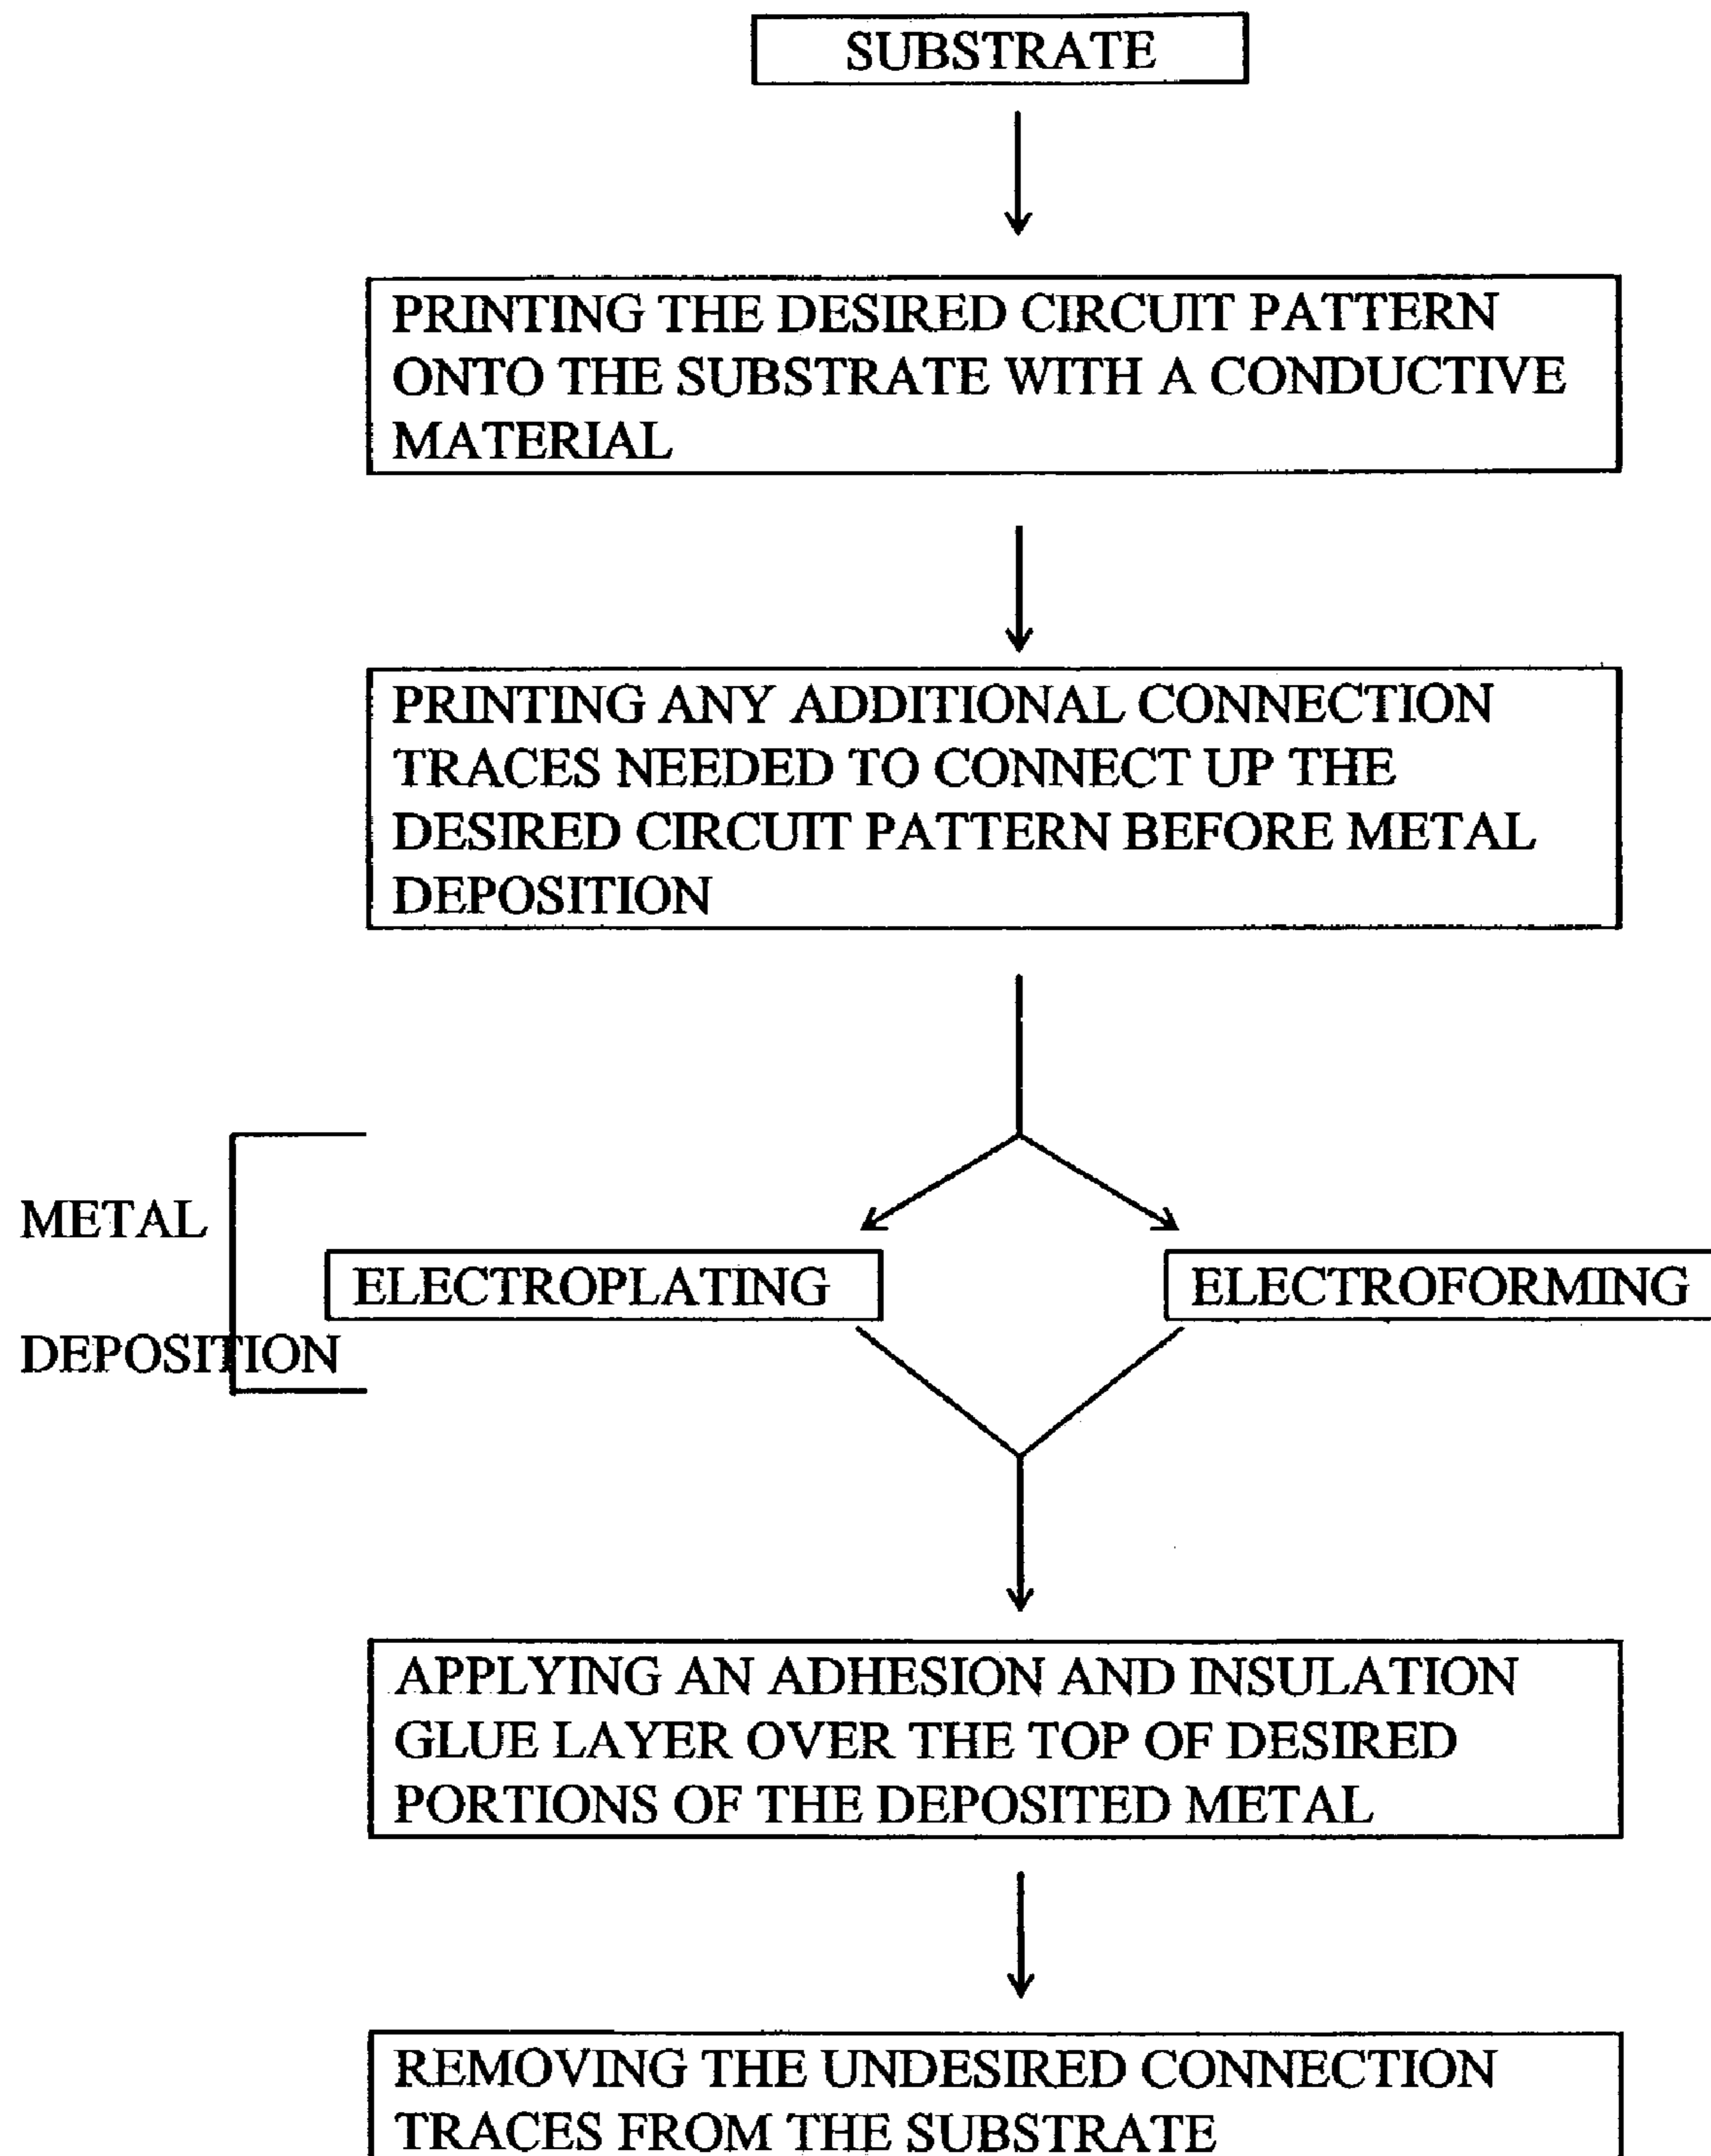 SUBSTRATE
PRINTING THE DESIRED CIRCUIT PATTERN
ONTO THE SUBSTRATE WITH A CONDUCTIVE
MATERIAL
PRINTING ANY ADDITIONAL CONNECTION
TRACES NEEDED TO CONNECT UP THE
DESIRED CIRCUIT PATTERN BEFORE METAL
DEPOSITION
METAL
DEPOSITION
ELECTROPLATING
ELECTROFORMING
APPLYING AN ADHESION AND INSULATION
GLUE LAYER OVER THE TOP OF DESIRED
PORTIONS OF THE DEPOSITED METAL
REMOVING THE UNDESIRED CONNECTION
TRACES FROM THE SUBSTRATE